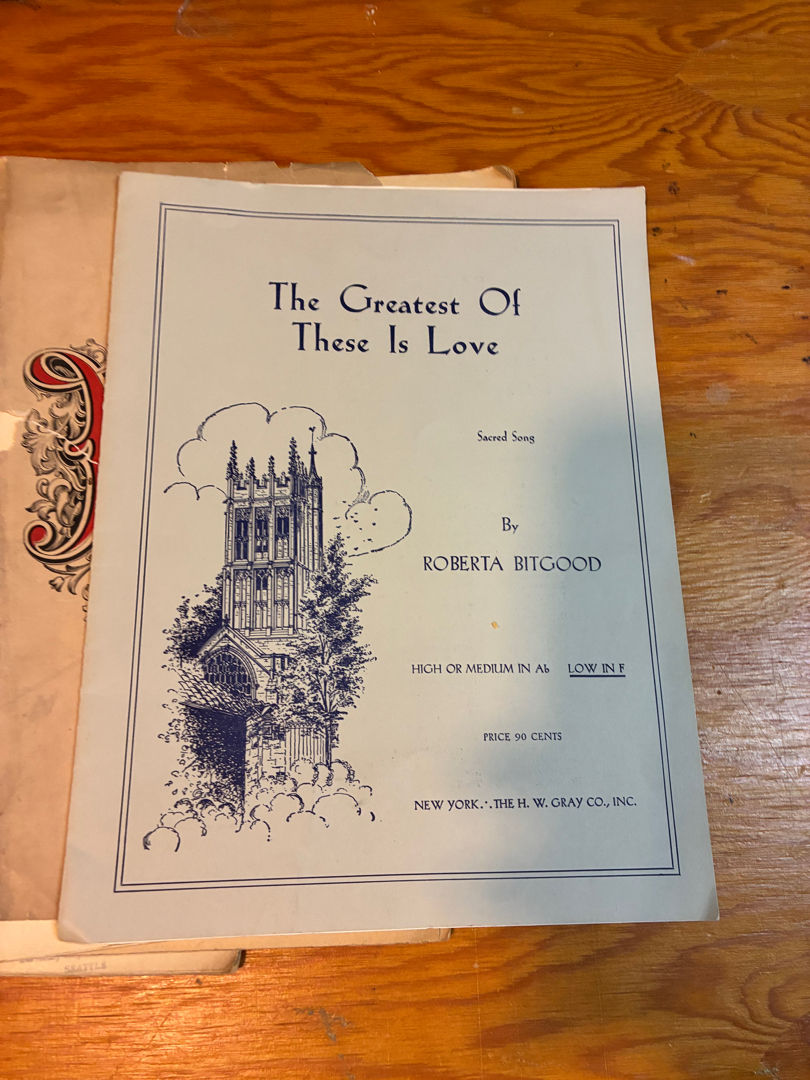 The Greatest Of
These Is Love
Sacred Song
By
ROBERTA BITGOOD
HIGH OR MEDIUM IN A♭ LOW IN F
PRICE 90 CENTS
NEW YORK.·.THE H. W. GRAY CO., INC.
SEATTLE